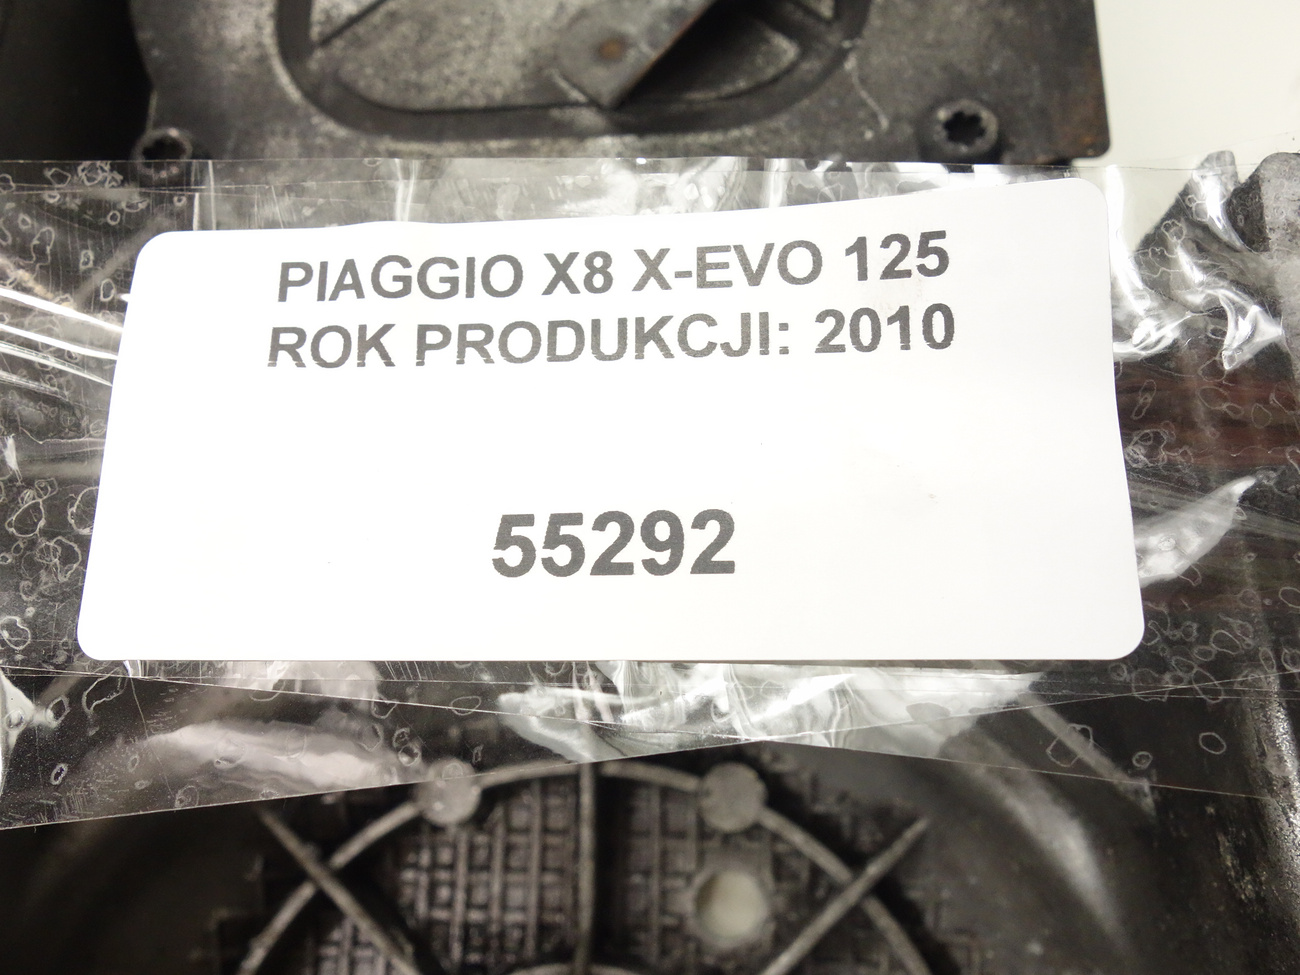 PIAGGIO X8 X-EVO 125
ROK PRODUKCJI: 2010
55292